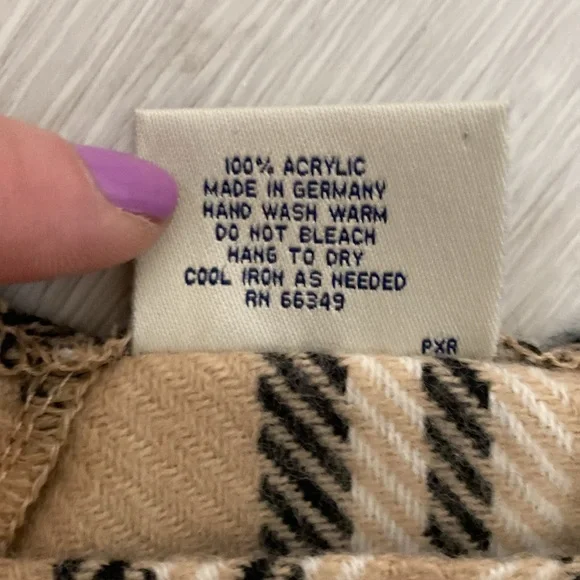 100% ACRYLIC
MADE IN GERMANY
HAND WASH WARM
DO NOT BLEACH
HANG TO DRY
COOL IRON AS NEEDED
RN 66349
PXR